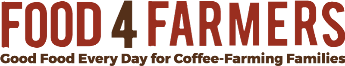 FOOD 4 FARMERS
Good Food Every Day for Coffee-Farming Families